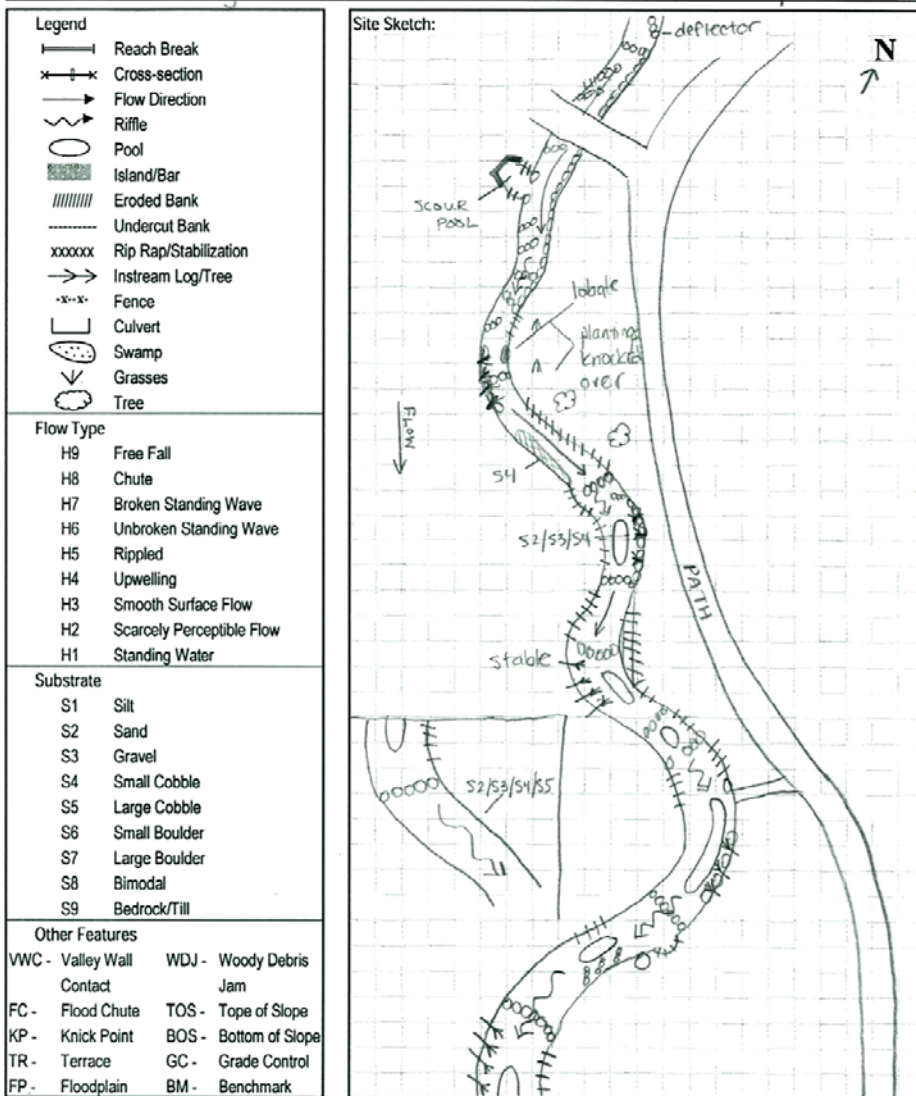 Legend
Reach Break
Cross-section
Flow Direction
Riffle
Pool
Island/Bar
Eroded Bank
Undercut Bank
xxxxxx Rip Rap/Stabilization
Instream Log/Tree
-x--x- Fence
Culvert
Swamp
Grasses
Tree
Flow Type
H9 Free Fall
H8 Chute
H7 Broken Standing Wave
H6 Unbroken Standing Wave
H5 Rippled
H4 Upwelling
H3 Smooth Surface Flow
H2 Scarcely Perceptible Flow
H1 Standing Water
Substrate
S1 Silt
S2 Sand
S3 Gravel
S4 Small Cobble
S5 Large Cobble
S6 Small Boulder
S7 Large Boulder
S8 Bimodal
S9 Bedrock/Till
Other Features
VWC - Valley Wall WDJ - Woody Debris
Contact Jam
FC - Flood Chute TOS - Tope of Slope
KP - Knick Point BOS - Bottom of Slope
TR - Terrace GC - Grade Control
FP - Floodplain BM - Benchmark
Site Sketch:
deflector
N
SCOUR
POOL
lobate
planting
knocked
over
FLOW
S4
S2/S3/S4
PATH
stable
S2/S3/S4/S5